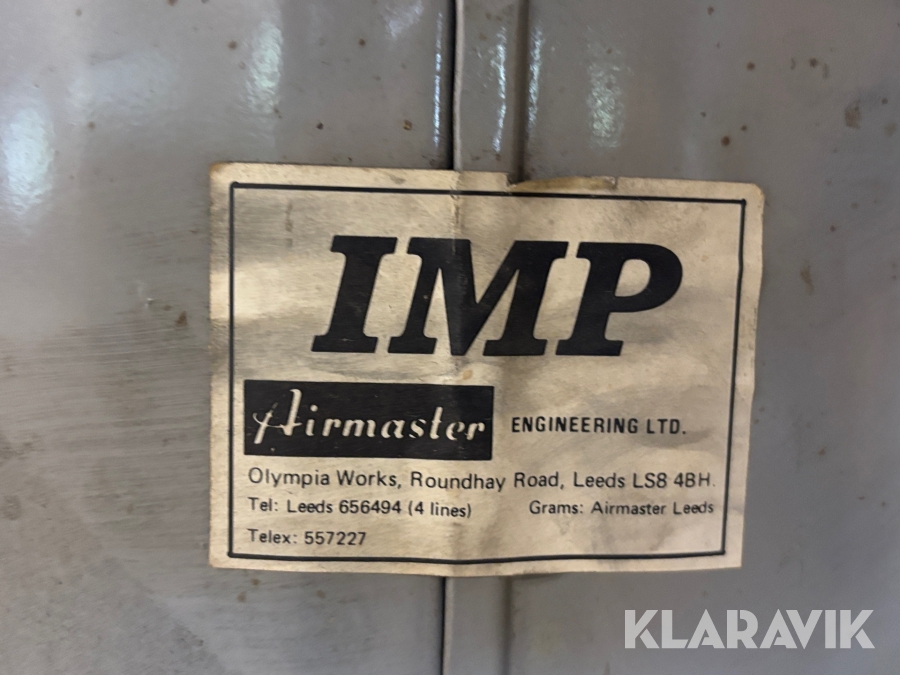 IMP
Airmaster ENGINEERING LTD.
Olympia Works, Roundhay Road, Leeds LS8 4BH.
Tel: Leeds 656494 (4 lines) Grams: Airmaster Leeds
Telex: 557227
KLARAVIK